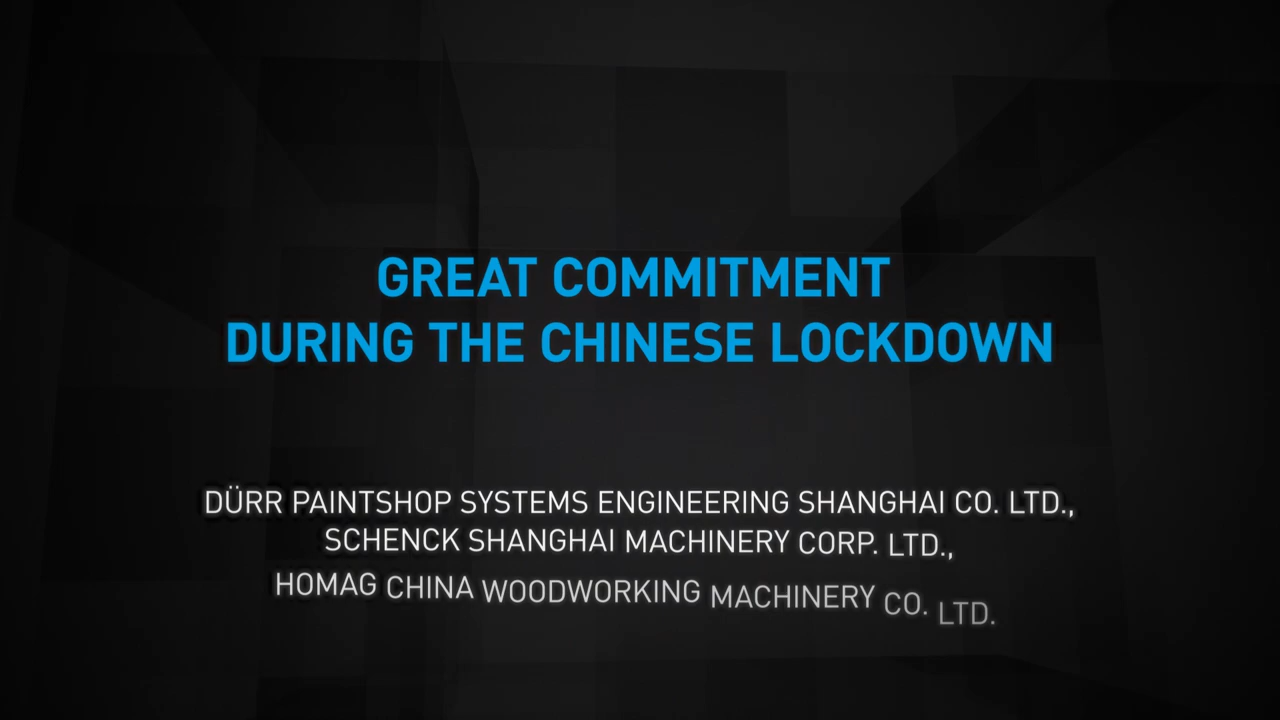 GREAT COMMITMENT
DURING THE CHINESE LOCKDOWN
DÜRR PAINTSHOP SYSTEMS ENGINEERING SHANGHAI CO. LTD.,
SCHENCK SHANGHAI MACHINERY CORP. LTD.,
HOMAG CHINA WOODWORKING MACHINERY CO. LTD.